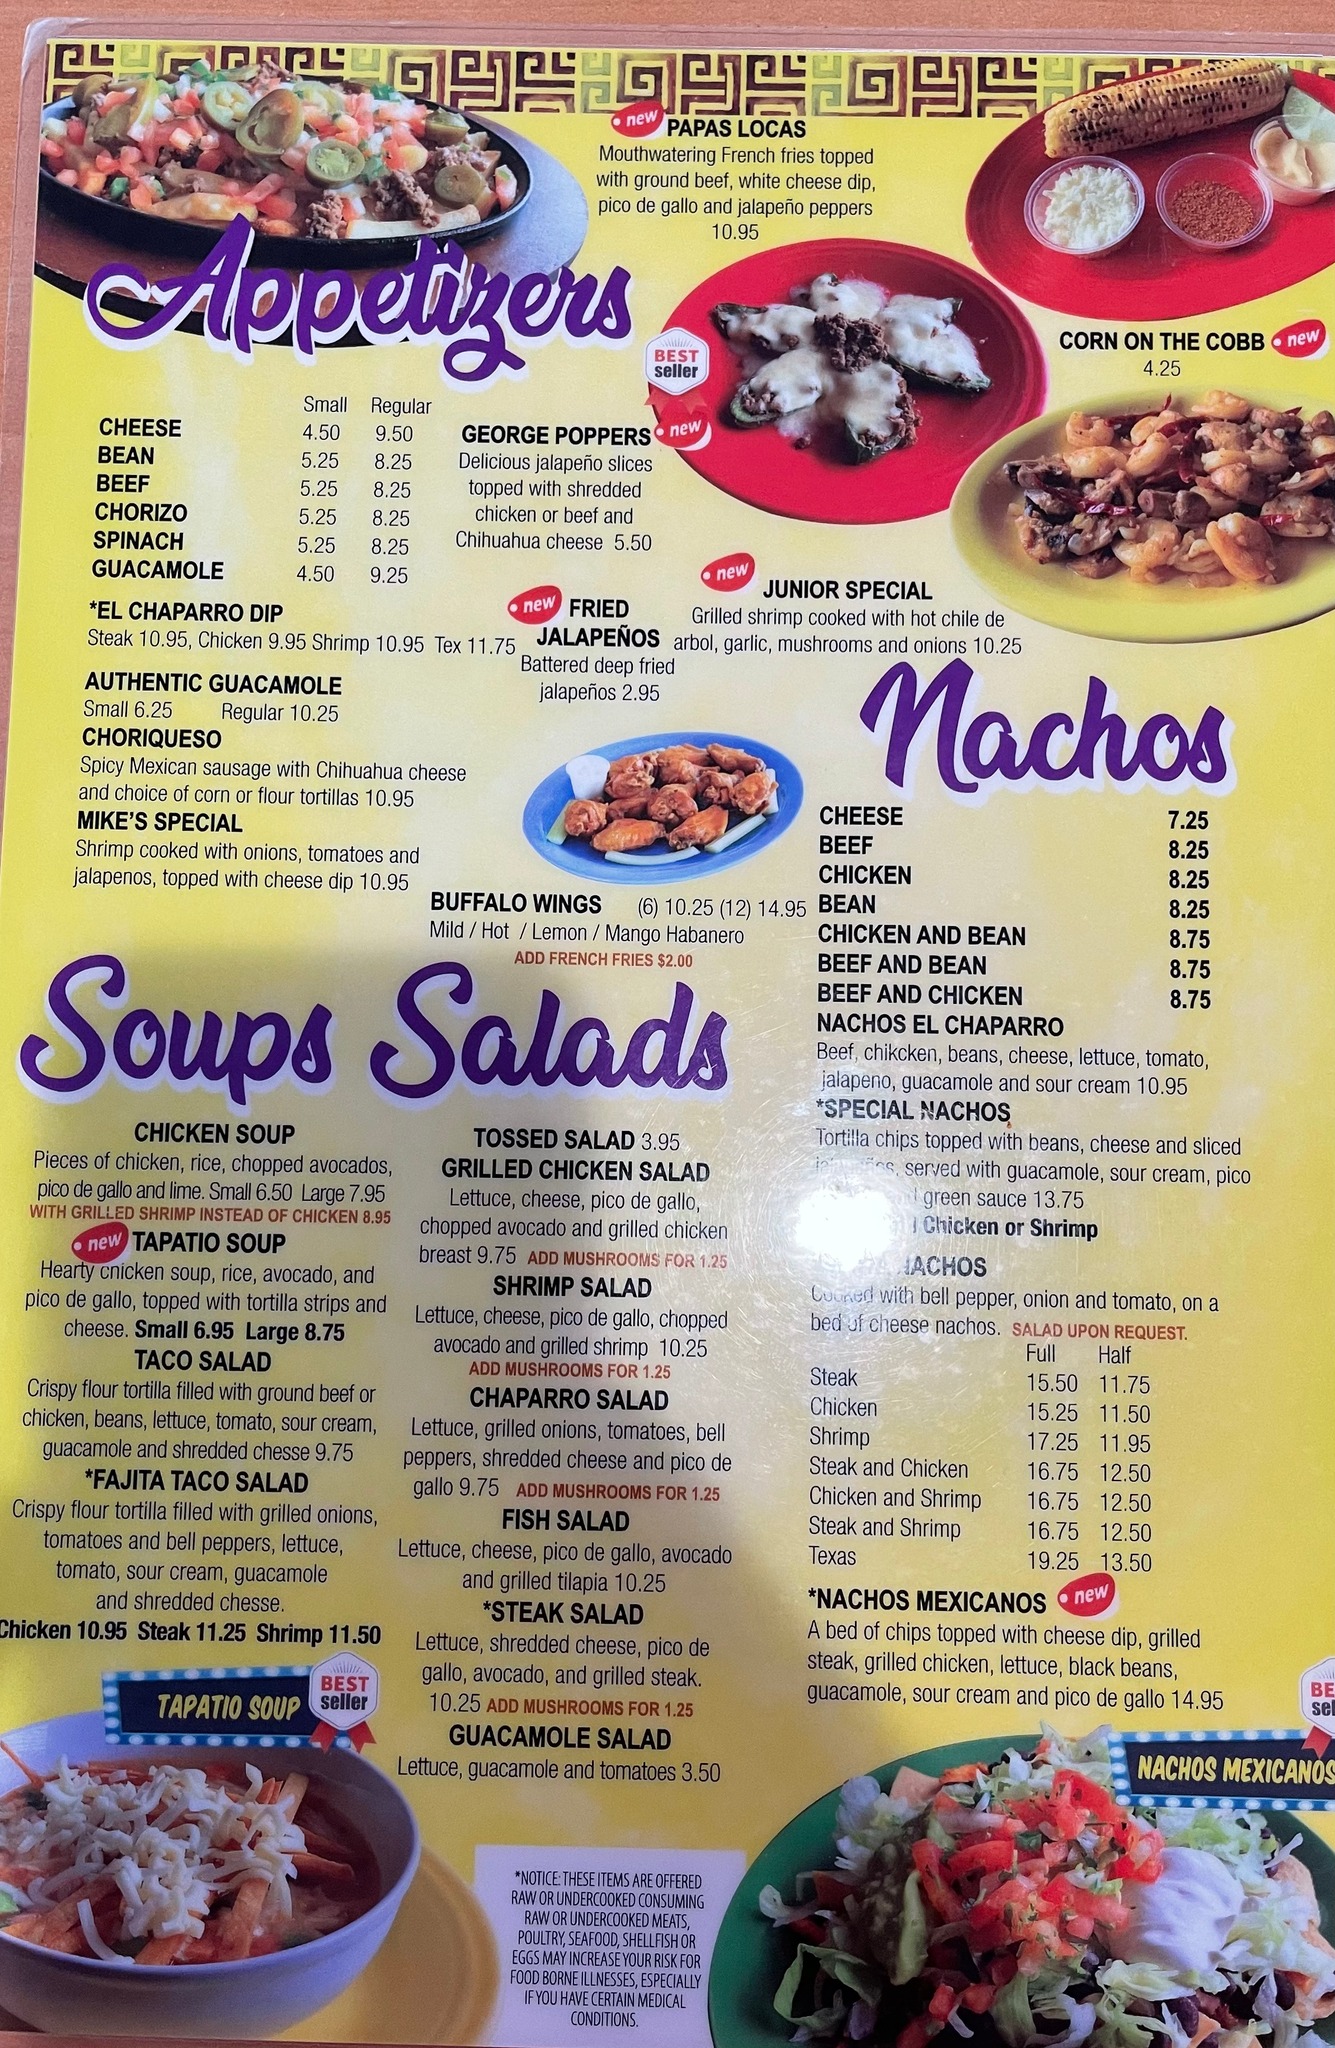 new PAPAS LOCAS
Mouthwatering French fries topped
with ground beef, white cheese dip,
pico de gallo and jalapeño peppers
10.95
Appetizers
CORN ON THE COBB new
4.25
BEST
seller
Small Regular
CHEESE 4.50 9.50
BEAN 5.25 8.25
BEEF 5.25 8.25
CHORIZO 5.25 8.25
SPINACH 5.25 8.25
GUACAMOLE 4.50 9.25
GEORGE POPPERS new
Delicious jalapeño slices
topped with shredded
chicken or beef and
Chihuahua cheese 5.50
*EL CHAPARRO DIP
Steak 10.95, Chicken 9.95 Shrimp 10.95 Tex 11.75
new FRIED
JALAPEÑOS
Battered deep fried
jalapeños 2.95
new
JUNIOR SPECIAL
Grilled shrimp cooked with hot chile de
arbol, garlic, mushrooms and onions 10.25
AUTHENTIC GUACAMOLE
Small 6.25 Regular 10.25
CHORIQUESO
Spicy Mexican sausage with Chihuahua cheese
and choice of corn or flour tortillas 10.95
MIKE'S SPECIAL
Shrimp cooked with onions, tomatoes and
jalapenos, topped with cheese dip 10.95
BUFFALO WINGS (6) 10.25 (12) 14.95
Mild / Hot / Lemon / Mango Habanero
ADD FRENCH FRIES $2.00
Nachos
CHEESE 7.25
BEEF 8.25
CHICKEN 8.25
BEAN 8.25
CHICKEN AND BEAN 8.75
BEEF AND BEAN 8.75
BEEF AND CHICKEN 8.75
NACHOS EL CHAPARRO
Beef, chikcken, beans, cheese, lettuce, tomato,
jalapeno, guacamole and sour cream 10.95
*SPECIAL NACHOS
Tortilla chips topped with beans, cheese and sliced
served with guacamole, sour cream, pico
green sauce 13.75
Chicken or Shrimp
NACHOS
Cooked with bell pepper, onion and tomato, on a
bed of cheese nachos. SALAD UPON REQUEST.
Full Half
Steak 15.50 11.75
Chicken 15.25 11.50
Shrimp 17.25 11.95
Steak and Chicken 16.75 12.50
Chicken and Shrimp 16.75 12.50
Steak and Shrimp 16.75 12.50
Texas 19.25 13.50
*NACHOS MEXICANOS new
A bed of chips topped with cheese dip, grilled
steak, grilled chicken, lettuce, black beans,
guacamole, sour cream and pico de gallo 14.95
NACHOS MEXICANOS
Soups Salads
CHICKEN SOUP
Pieces of chicken, rice, chopped avocados,
pico de gallo and lime. Small 6.50 Large 7.95
WITH GRILLED SHRIMP INSTEAD OF CHICKEN 8.95
new TAPATIO SOUP
Hearty chicken soup, rice, avocado, and
pico de gallo, topped with tortilla strips and
cheese. Small 6.95 Large 8.75
TACO SALAD
Crispy flour tortilla filled with ground beef or
chicken, beans, lettuce, tomato, sour cream,
guacamole and shredded chesse 9.75
*FAJITA TACO SALAD
Crispy flour tortilla filled with grilled onions,
tomatoes and bell peppers, lettuce,
tomato, sour cream, guacamole
and shredded chesse.
Chicken 10.95 Steak 11.25 Shrimp 11.50
TAPATIO SOUP
BEST
seller
TOSSED SALAD 3.95
GRILLED CHICKEN SALAD
Lettuce, cheese, pico de gallo,
chopped avocado and grilled chicken
breast 9.75 ADD MUSHROOMS FOR 1.25
SHRIMP SALAD
Lettuce, cheese, pico de gallo, chopped
avocado and grilled shrimp 10.25
ADD MUSHROOMS FOR 1.25
CHAPARRO SALAD
Lettuce, grilled onions, tomatoes, bell
peppers, shredded cheese and pico de
gallo 9.75 ADD MUSHROOMS FOR 1.25
FISH SALAD
Lettuce, cheese, pico de gallo, avocado
and grilled tilapia 10.25
*STEAK SALAD
Lettuce, shredded cheese, pico de
gallo, avocado, and grilled steak.
10.25 ADD MUSHROOMS FOR 1.25
GUACAMOLE SALAD
Lettuce, guacamole and tomatoes 3.50
*NOTICE: THESE ITEMS ARE OFFERED
RAW OR UNDERCOOKED CONSUMING
RAW OR UNDERCOOKED MEATS,
POULTRY, SEAFOOD, SHELLFISH OR
EGGS MAY INCREASE YOUR RISK FOR
FOOD BORNE ILLNESSES, ESPECIALLY
IF YOU HAVE CERTAIN MEDICAL
CONDITIONS.